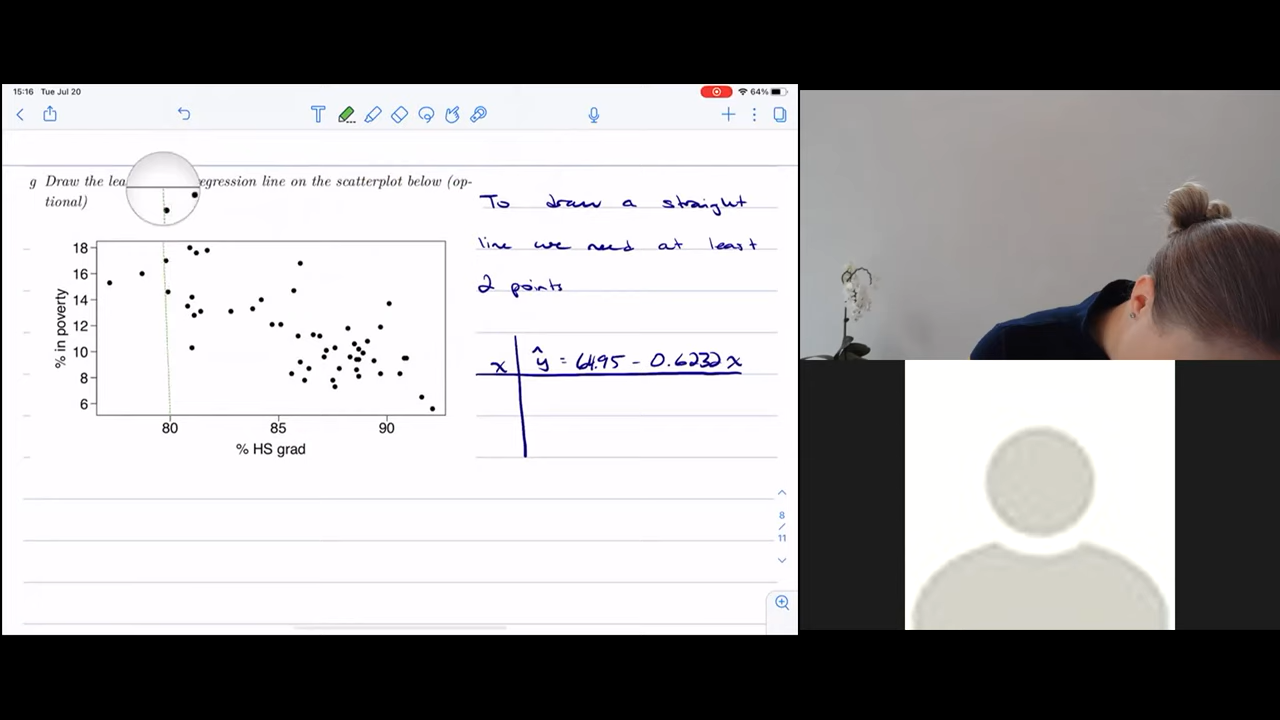 15:16 Tue Jul 20
64%
g Draw the lea egression line on the scatterplot below (op-
tional)
To draw a straight
line we need at least
2 points
x ŷ = 64.95 - 0.6232x
18
16
14
12
10
8
6
% in poverty
80 85 90
% HS grad
8
/
11